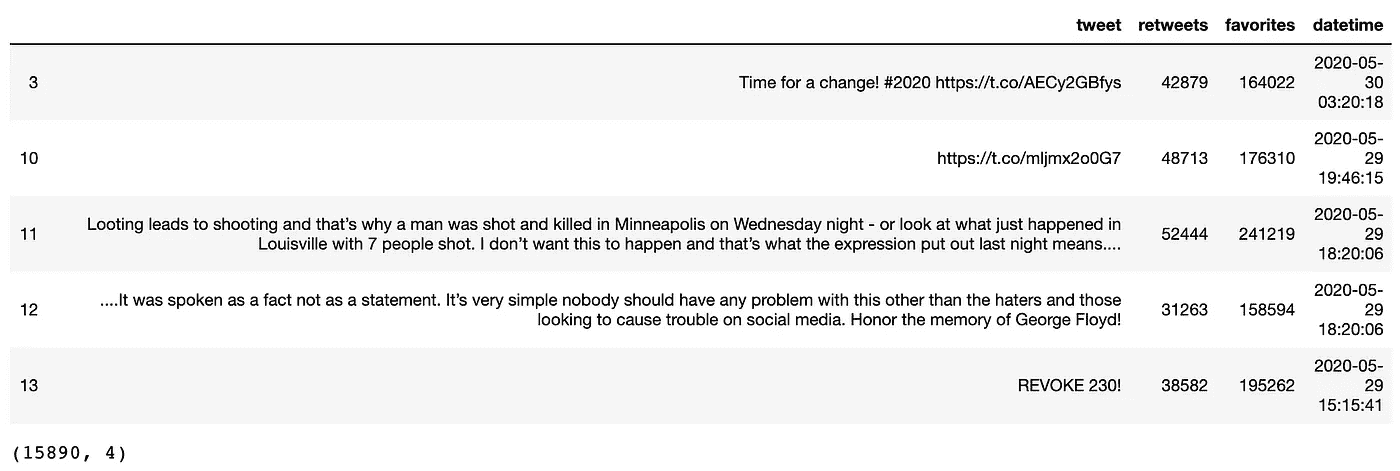 tweet retweets favorites datetime
2020-05-
3 Time for a change! #2020 https://t.co/AECy2GBfys 42879 164022 30
03:20:18
2020-05-
10 https://t.co/mljmx2o0G7 48713 176310 29
19:46:15
2020-05-
Looting leads to shooting and that’s why a man was shot and killed in Minneapolis on Wednesday night - or look at what just happened in
11 52444 241219 29
Louisville with 7 people shot. I don’t want this to happen and that’s what the expression put out last night means....
18:20:06
2020-05-
....It was spoken as a fact not as a statement. It’s very simple nobody should have any problem with this other than the haters and those
12 31263 158594 29
looking to cause trouble on social media. Honor the memory of George Floyd!
18:20:06
2020-05-
13 REVOKE 230! 38582 195262 29
15:15:41
(15890, 4)